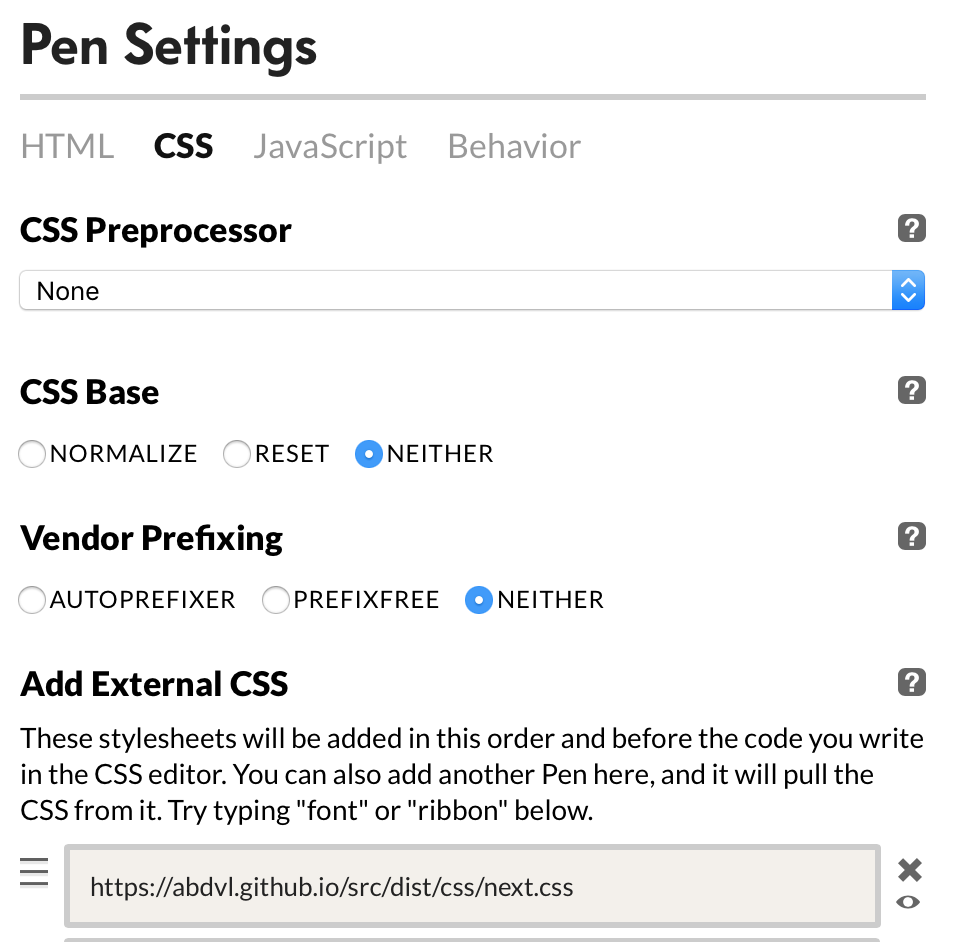 Pen Settings
HTML CSS JavaScript Behavior
CSS Preprocessor ?
None
CSS Base ?
NORMALIZE RESET NEITHER
Vendor Prefixing ?
AUTOPREFIXER PREFIXFREE NEITHER
Add External CSS ?
These stylesheets will be added in this order and before the code you write
in the CSS editor. You can also add another Pen here, and it will pull the
CSS from it. Try typing "font" or "ribbon" below.
https://abdvl.github.io/src/dist/css/next.css